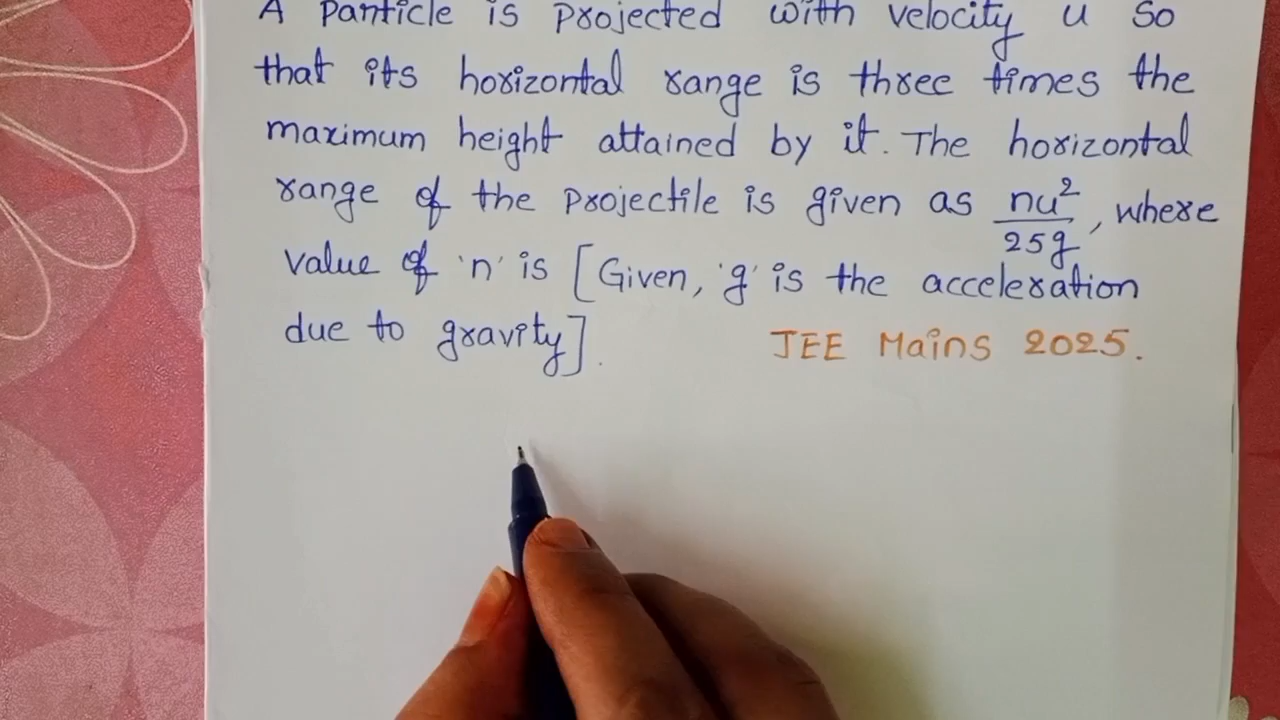 A particle is projected with velocity u so
that its horizontal range is three times the
maximum height attained by it. The horizontal
range of the projectile is given as nu²/25g, where
value of 'n' is [Given, 'g' is the acceleration
due to gravity].
JEE Mains 2025.